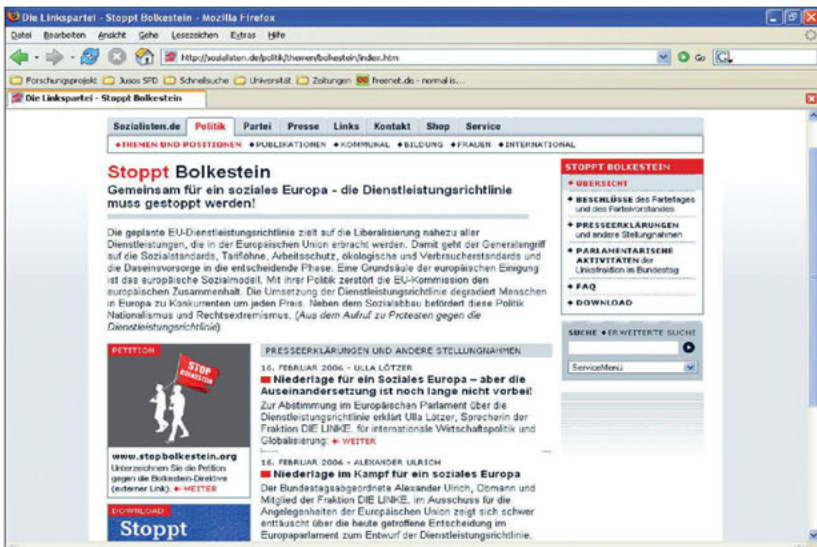 Die Linkspartei - Stoppt Bolkestein - Mozilla Firefox
Datei Bearbeiten Ansicht Gehe Lesezeichen Extras Hilfe
http://sozialisten.de/politik/themen/bolkestein/index.htm
Go
Forschungsprojekt Jusos SPD Schnellsuche Universität Zeitungen freenet.de - normal is...
Die Linkspartei - Stoppt Bolkestein
Sozialisten.de Politik Partei Presse Links Kontakt Shop Service
THEMEN UND POSITIONEN PUBLIKATIONEN KOMMUNAL BILDUNG FRAUEN INTERNATIONAL
Stoppt Bolkestein
Gemeinsam für ein soziales Europa - die Dienstleistungsrichtlinie
muss gestoppt werden!
Die geplante EU-Dienstleistungsrichtlinie zielt auf die Liberalisierung nahezu aller
Dienstleistungen, die in der Europäischen Union erbracht werden. Damit geht der Generalangriff
auf die Sozialstandards, Tariflöhne, Arbeitsschutz, ökologische und Verbraucherstandards und
die Daseinsvorsorge in die entscheidende Phase. Eine Grundsäule der europäischen Einigung
ist das europäische Sozialmodell. Mit ihrer Politik zerstört die EU-Kommission den
europäischen Zusammenhalt. Die Umsetzung der Dienstleistungsrichtlinie degradiert Menschen
in Europa zu Konkurrenten um jeden Preis. Neben dem Sozialabbau befördert diese Politik
Nationalismus und Rechtsextremismus. (Aus dem Aufruf zu Protesten gegen die
Dienstleistungsrichtlinie)
PETITION
STOP
BOLKESTEIN
www.stopbolkestein.org
Unterzeichnen Sie die Petition
gegen die Bolkestein-Direktive
(externer Link). WEITER
DOWNLOAD
Stoppt
PRESSEERKLÄRUNGEN UND ANDERE STELLUNGNAHMEN
16. FEBRUAR 2006 - ULLA LÖTZER
Niederlage für ein Soziales Europa – aber die
Auseinandersetzung ist noch lange nicht vorbei!
Zur Abstimmung im Europäischen Parlament über die
Dienstleistungsrichtlinie erklärt Ulla Lötzer, Sprecherin der
Fraktion DIE LINKE. für internationale Wirtschaftspolitik und
Globalisierung: WEITER
16. FEBRUAR 2006 - ALEXANDER ULRICH
Niederlage im Kampf für ein soziales Europa
Der Bundestagsabgeordnete Alexander Ulrich, Obmann und
Mitglied der Fraktion DIE LINKE. im Ausschuss für die
Angelegenheiten der Europäischen Union zeigt sich schwer
enttäuscht über die heute getroffene Entscheidung im
Europaparlament zum Entwurf der Dienstleistungsrichtlinie.
STOPPT BOLKESTEIN
ÜBERSICHT
BESCHLÜSSE des Parteitages
und des Parteivorstandes
PRESSEERKLÄRUNGEN
und andere Stellungnahmen
PARLAMENTARISCHE
AKTIVITÄTEN der
Linksfraktion im Bundestag
FAQ
DOWNLOAD
SUCHE ERWEITERTE SUCHE
ServiceMenü